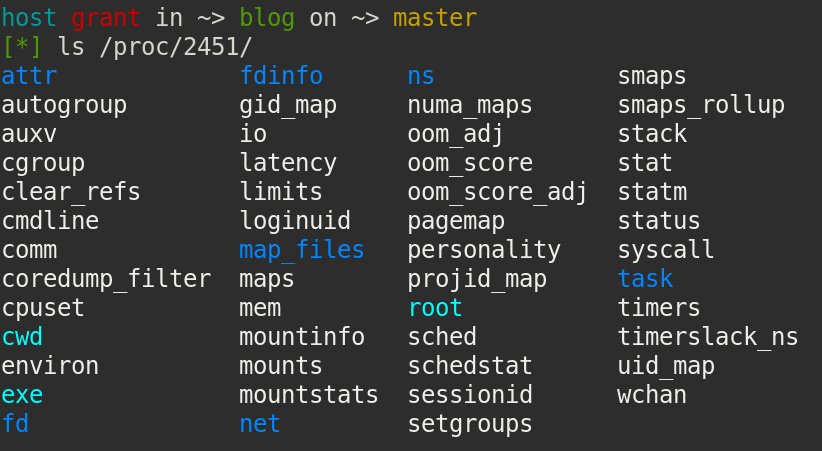 host grant in ~> blog on ~> master
[*] ls /proc/2451/
attr fdinfo ns smaps
autogroup gid_map numa_maps smaps_rollup
auxv io oom_adj stack
cgroup latency oom_score stat
clear_refs limits oom_score_adj statm
cmdline loginuid pagemap status
comm map_files personality syscall
coredump_filter maps projid_map task
cpuset mem root timers
cwd mountinfo sched timerslack_ns
environ mounts schedstat uid_map
exe mountstats sessionid wchan
fd net setgroups